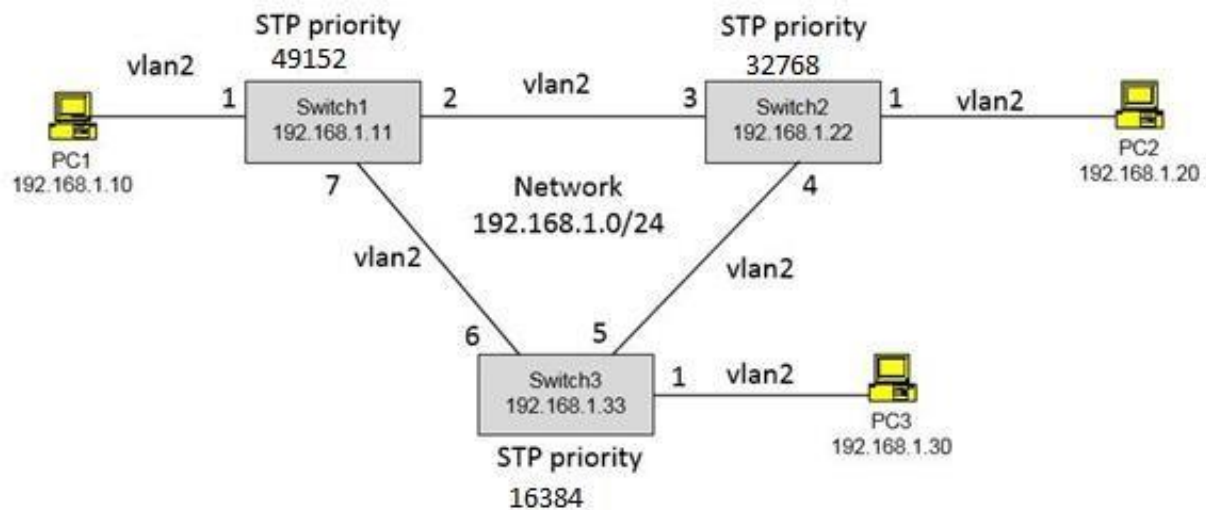 STP priority
49152
STP priority
32768
vlan2
1
Switch1
192.168.1.11
2
vlan2
3
Switch2
192.168.1.22
1
vlan2
PC1
192.168.1.10
PC2
192.168.1.20
7
4
Network
192.168.1.0/24
vlan2
vlan2
6
5
Switch3
192.168.1.33
1
vlan2
PC3
192.168.1.30
STP priority
16384